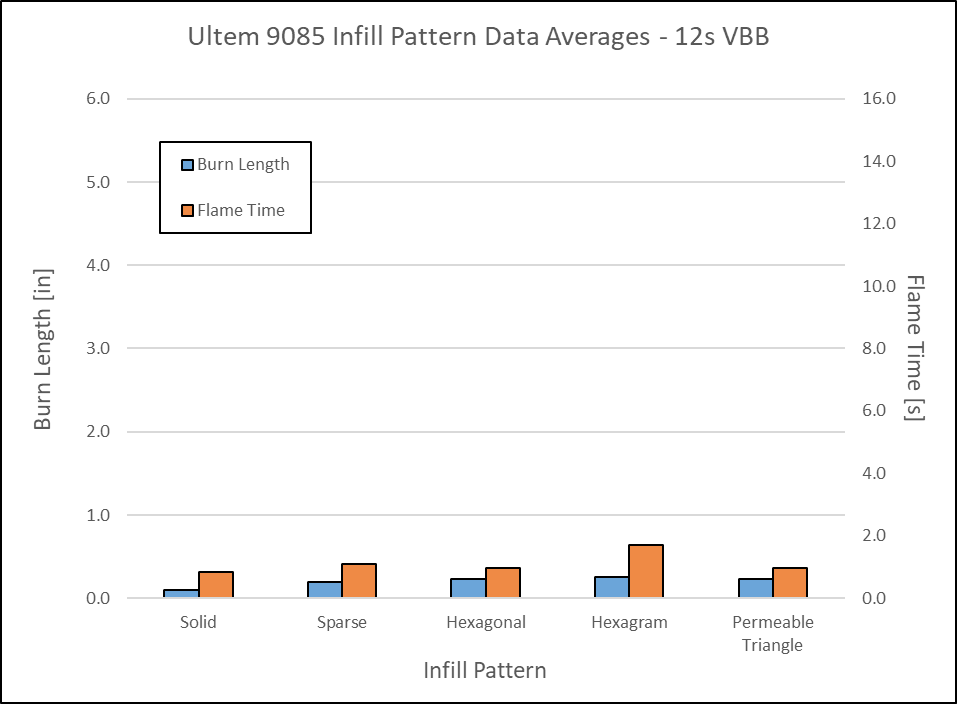 Ultem 9085 Infill Pattern Data Averages - 12s VBB
6.0
5.0
4.0
3.0
2.0
1.0
0.0
Burn Length [in]
Burn Length
Flame Time
16.0
14.0
12.0
10.0
8.0
6.0
4.0
2.0
0.0
Flame Time [s]
Solid
Sparse
Hexagonal
Hexagram
Permeable
Triangle
Infill Pattern